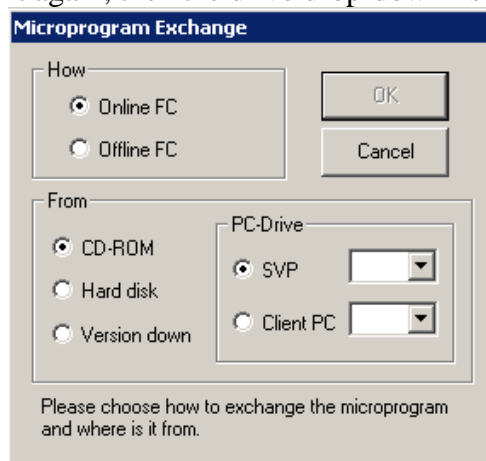 Microprogram Exchange
How
Online FC
Offline FC
OK
Cancel
From
CD-ROM
Hard disk
Version down
PC-Drive
SVP
Client PC
Please choose how to exchange the microprogram
and where is it from.